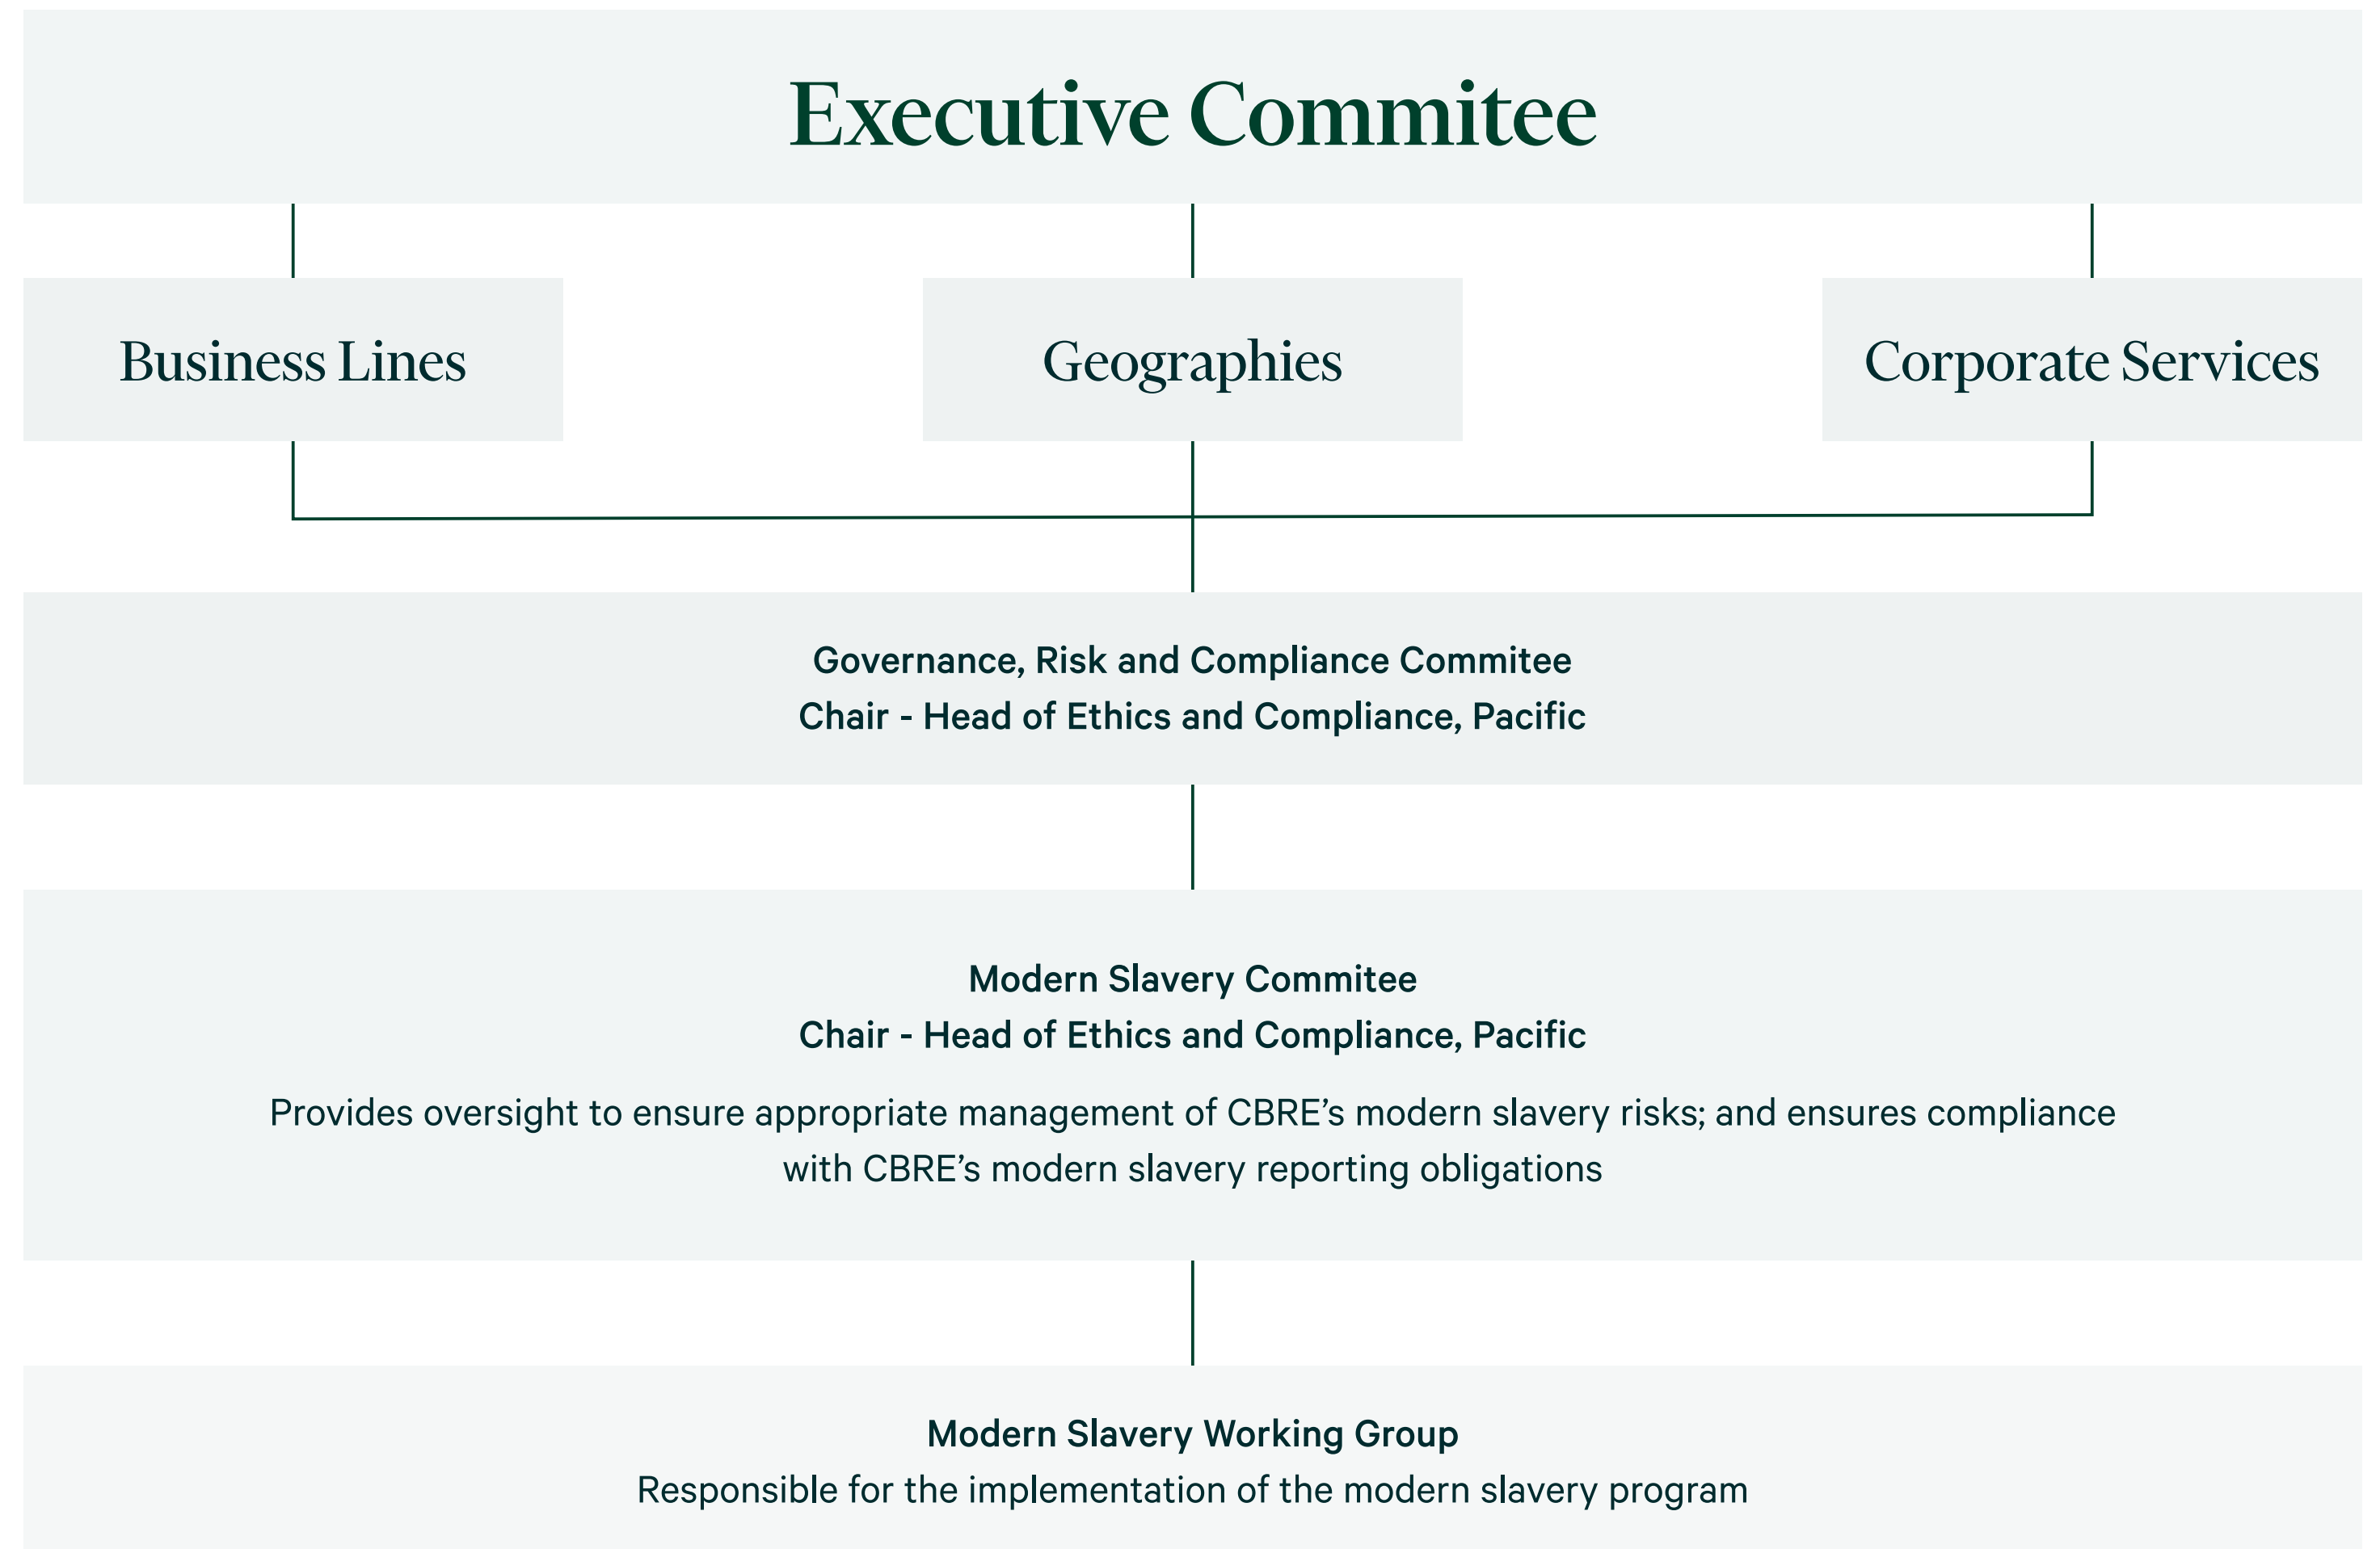 Executive Commitee
Business Lines
Geographies
Corporate Services
Governance, Risk and Compliance Commitee
Chair - Head of Ethics and Compliance, Pacific
Modern Slavery Commitee
Chair - Head of Ethics and Compliance, Pacific
Provides oversight to ensure appropriate management of CBRE’s modern slavery risks; and ensures compliance
with CBRE’s modern slavery reporting obligations
Modern Slavery Working Group
Responsible for the implementation of the modern slavery program